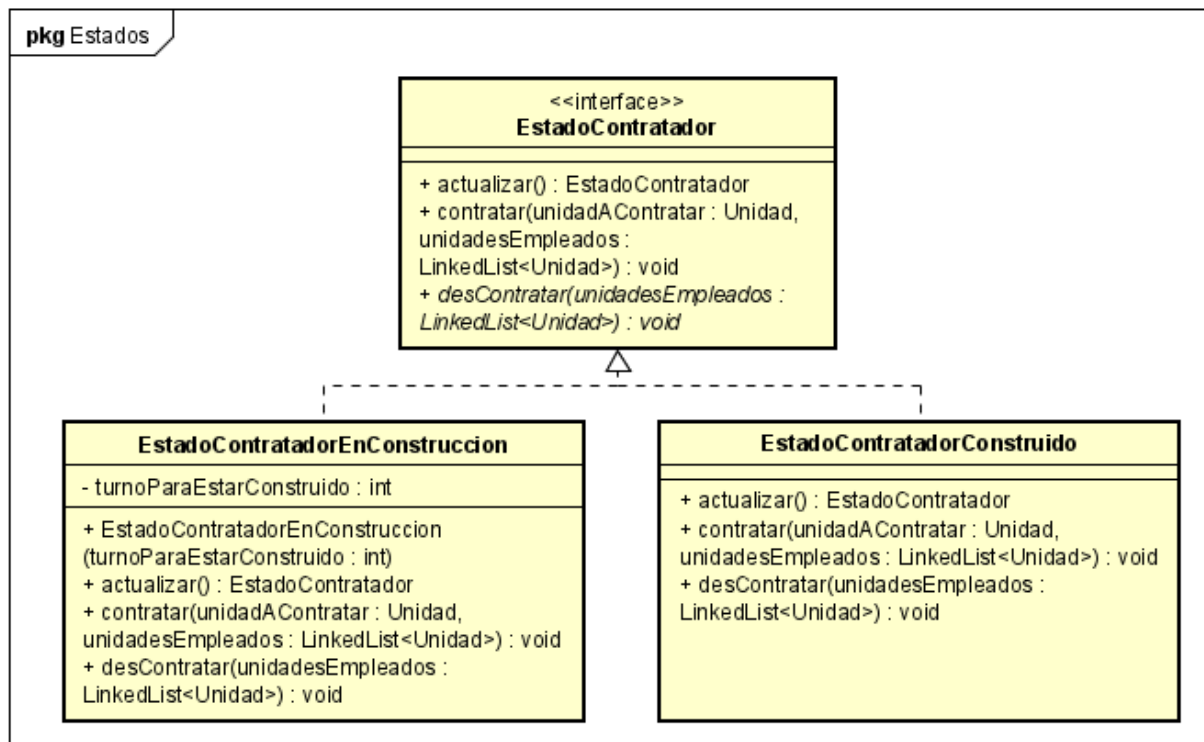 pkg Estados
<<interface>>
EstadoContratador
+ actualizar() : EstadoContratador
+ contratar(unidadAContratar : Unidad,
unidadesEmpleados :
LinkedList<Unidad>) : void
+ desContratar(unidadesEmpleados :
LinkedList<Unidad>) : void
EstadoContratadorEnConstruccion
- turnoParaEstarConstruido : int
+ EstadoContratadorEnConstruccion
(turnoParaEstarConstruido : int)
+ actualizar() : EstadoContratador
+ contratar(unidadAContratar : Unidad,
unidadesEmpleados : LinkedList<Unidad>) : void
+ desContratar(unidadesEmpleados :
LinkedList<Unidad>) : void
EstadoContratadorConstruido
+ actualizar() : EstadoContratador
+ contratar(unidadAContratar : Unidad,
unidadesEmpleados : LinkedList<Unidad>) : void
+ desContratar(unidadesEmpleados :
LinkedList<Unidad>) : void